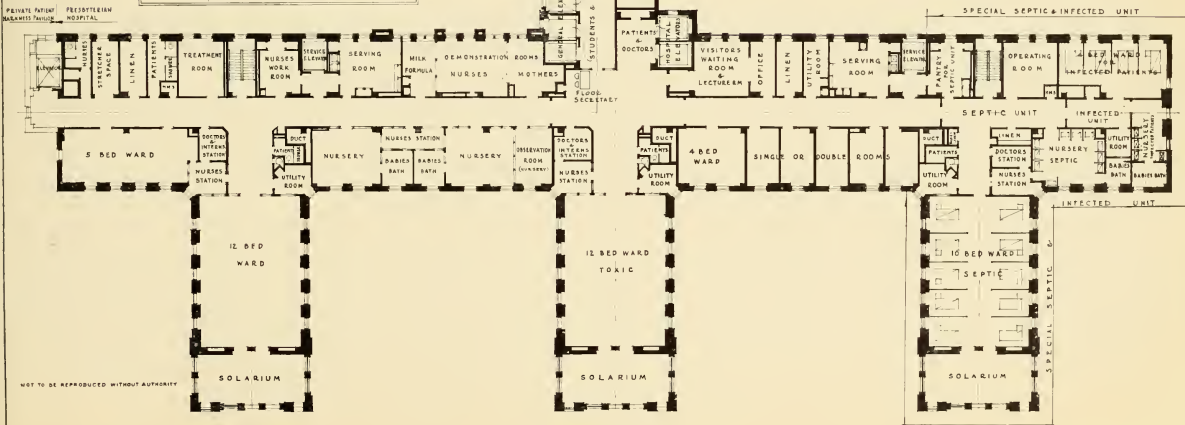 PRIVATE PATIENT
HARKNESS PAVILION
PRESBYTERIAN
HOSPITAL
SPECIAL SEPTIC & INFECTED UNIT
ELEVATOR
NURSES
STRETCHER
SPACE
LINEN
PATIENTS
TREATMENT
ROOM
NURSES
WORK
ROOM
SERVICE
ELEVATOR
SERVING
ROOM
MILK
FORMULA
DEMONSTRATION ROOMS
NURSES
MOTHERS
STUDENTS &
PATIENTS
&
DOCTORS
HOSPITAL
ELEVATORS
FLOOR
SECRETARY
VISITORS
WAITING
ROOM
&
LECTURERM
OFFICE
LINEN
UTILITY
ROOM
SERVING
ROOM
SERVICE
ELEVATOR
PANTRY
FOR
SEPTIC UNIT
OPERATING
ROOM
4 BED WARD
FOR
INFECTED PATIENTS
SEPTIC UNIT
INFECTED
UNIT
5 BED WARD
DOCTORS
&
INTERNS
STATION
NURSES
STATION
DUCT
PATIENTS
UTILITY
ROOM
NURSERY
NURSES STATION
BABIES
BATH
BABIES
BATH
NURSERY
OBSERVATION
ROOM
(NURSERY)
DOCTORS
& INTERNS
STATION
NURSES
STATION
DUCT
PATIENTS
UTILITY
ROOM
4 BED
WARD
SINGLE OR DOUBLE ROOMS
DUCT
PATIENTS
UTILITY
ROOM
LINEN
DOCTORS
STATION
NURSES
STATION
NURSERY
SEPTIC
UTILITY
ROOM
BABIES
BATH
NURSERY
BABIES BATH
INFECTED UNIT
12 BED
WARD
12 BED WARD
TOXIC
10 BED WARD
SEPTIC
SPECIAL SEPTIC &
SOLARIUM
SOLARIUM
SOLARIUM
NOT TO BE REPRODUCED WITHOUT AUTHORITY